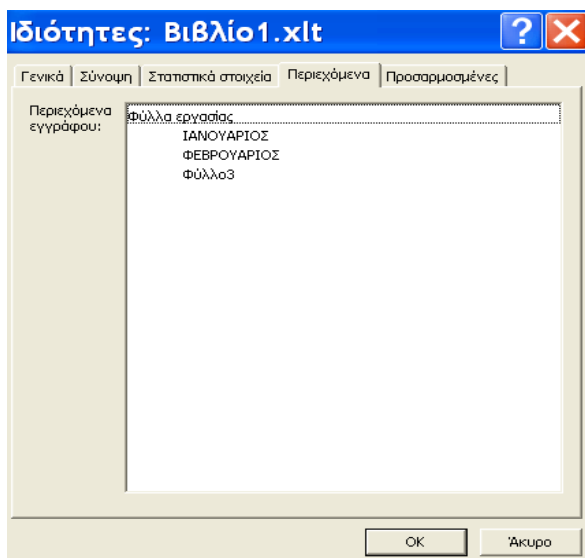 Ιδιότητες: Βιβλίο1.xlt
Γενικά Σύνοψη Στατιστικά στοιχεία Περιεχόμενα Προσαρμοσμένες
Περιεχόμενα
εγγράφου:
Φύλλα εργασίας
ΙΑΝΟΥΑΡΙΟΣ
ΦΕΒΡΟΥΑΡΙΟΣ
Φύλλο3
OK Άκυρο